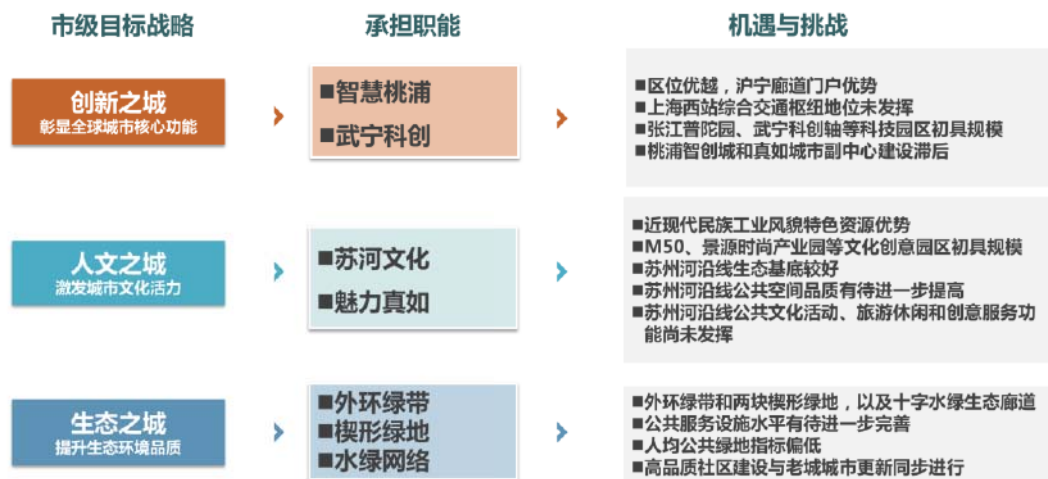 市级目标战略
承担职能
机遇与挑战
创新之城
彰显全球城市核心功能
■智慧桃浦
■武宁科创
■区位优越，沪宁廊道门户优势
■上海西站综合交通枢纽地位未发挥
■张江普陀园、武宁科创轴等科技园区初具规模
■桃浦智创城和真如城市副中心建设滞后
人文之城
激发城市文化活力
■苏河文化
■魅力真如
■近现代民族工业风貌特色资源优势
■M50、景源时尚产业园等文化创意园区初具规模
■苏州河沿线生态基底较好
■苏州河沿线公共空间品质有待进一步提高
■苏州河沿线公共文化活动、旅游休闲和创意服务功
能尚未发挥
生态之城
提升生态环境品质
■外环绿带
■楔形绿地
■水绿网络
■外环绿带和两块楔形绿地，以及十字水绿生态廊道
■公共服务设施水平有待进一步完善
■人均公共绿地指标偏低
■高品质社区建设与老城城市更新同步进行